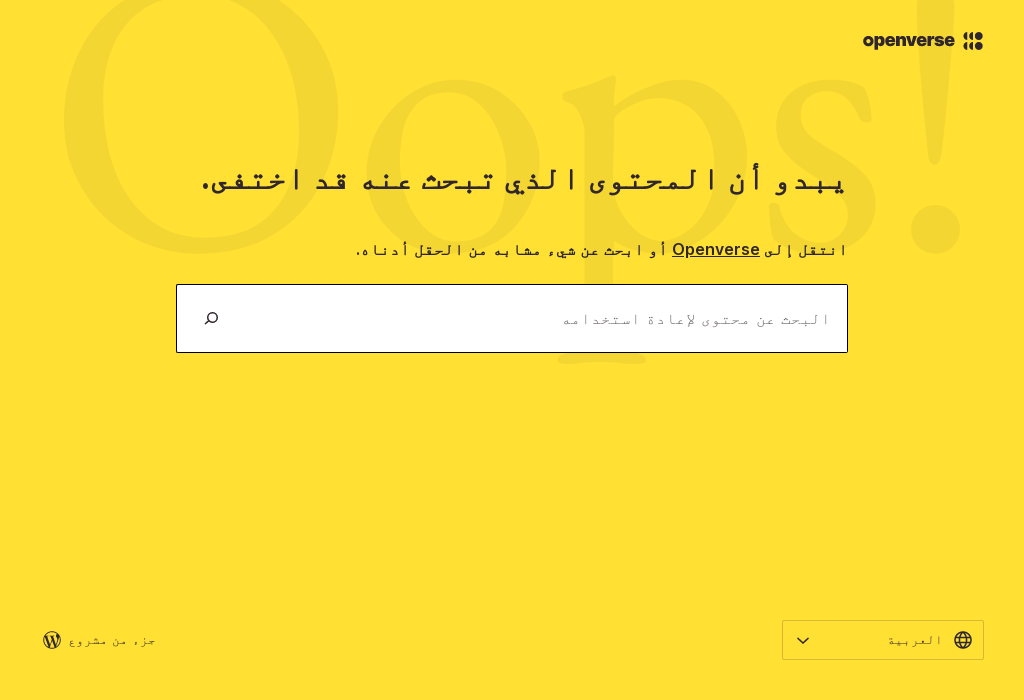 openverse
Oops!
يبدو أن المحتوى الذي تبحث عنه قد اختفى.
انتقل إلى Openverse أو ابحث عن شيء مشابه من الحقل أدناه.
البحث عن محتوى لإعادة استخدامه
العربية
جزء من مشروع